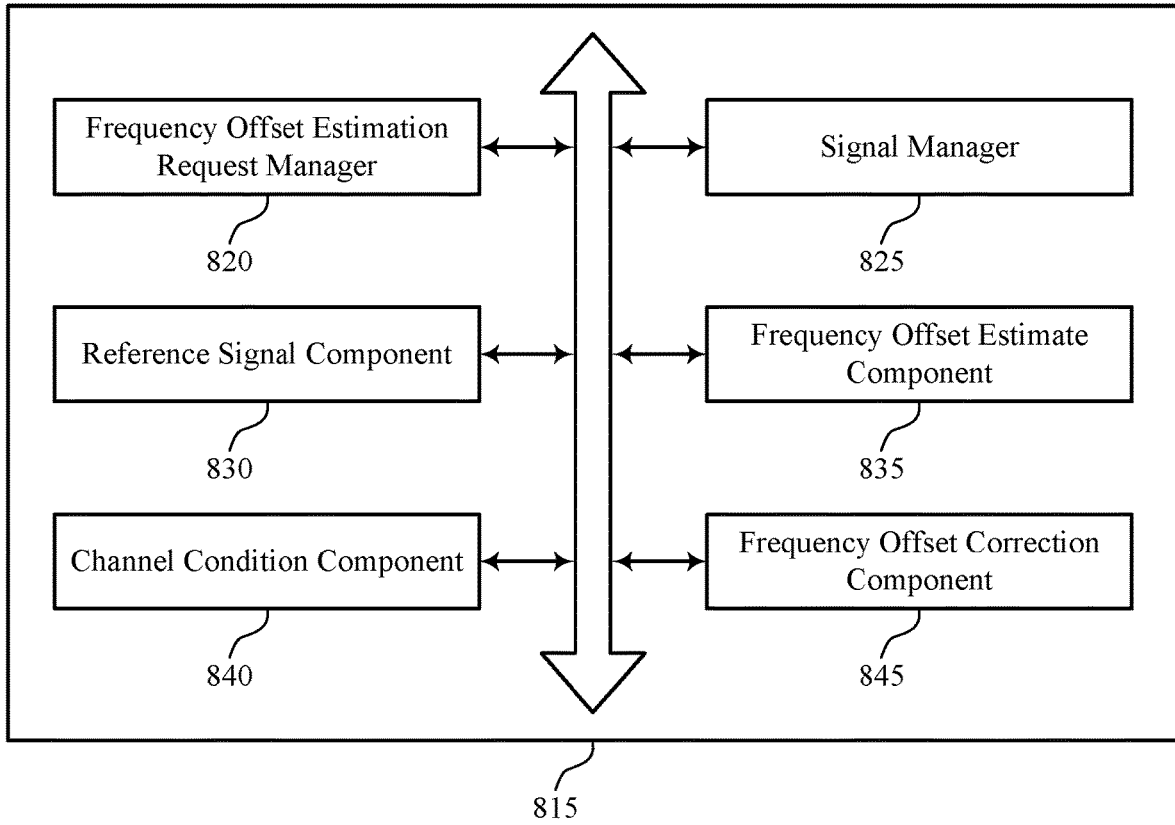 Frequency Offset Estimation
Request Manager
820
Signal Manager
825
Reference Signal Component
830
Frequency Offset Estimate
Component
835
Channel Condition Component
840
Frequency Offset Correction
Component
845
815